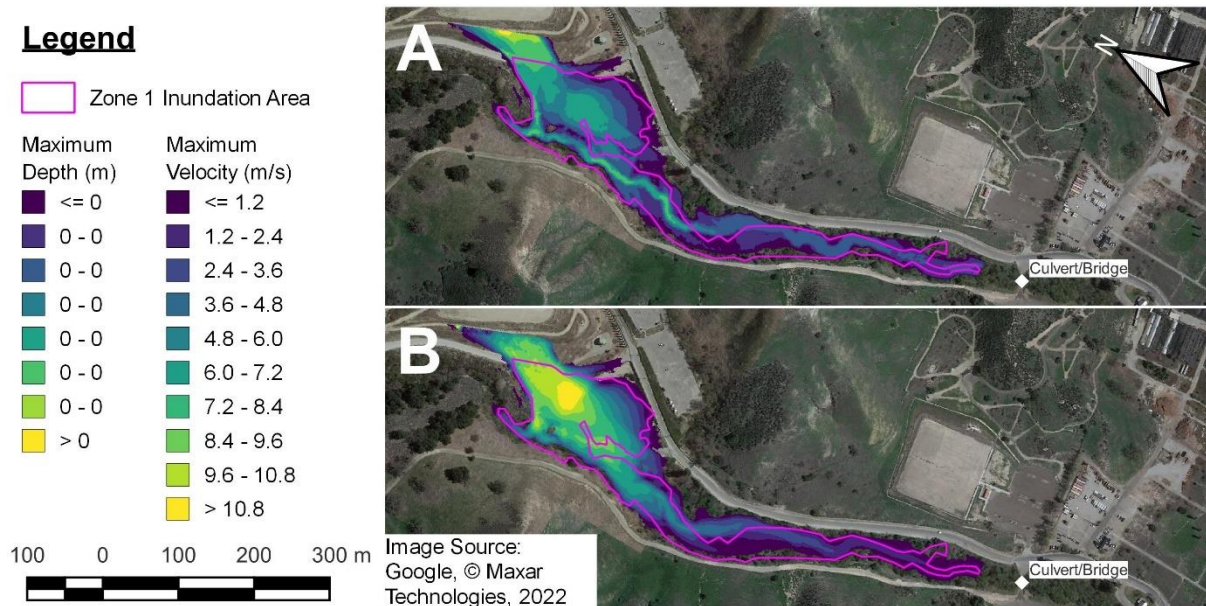 Legend
Zone 1 Inundation Area
Maximum
Depth (m)
<= 0
0 - 0
0 - 0
0 - 0
0 - 0
0 - 0
0 - 0
> 0
Maximum
Velocity (m/s)
<= 1.2
1.2 - 2.4
2.4 - 3.6
3.6 - 4.8
4.8 - 6.0
6.0 - 7.2
7.2 - 8.4
8.4 - 9.6
9.6 - 10.8
> 10.8
100 0 100 200 300 m
A
N
Culvert/Bridge
B
Culvert/Bridge
Image Source:
Google, © Maxar
Technologies, 2022